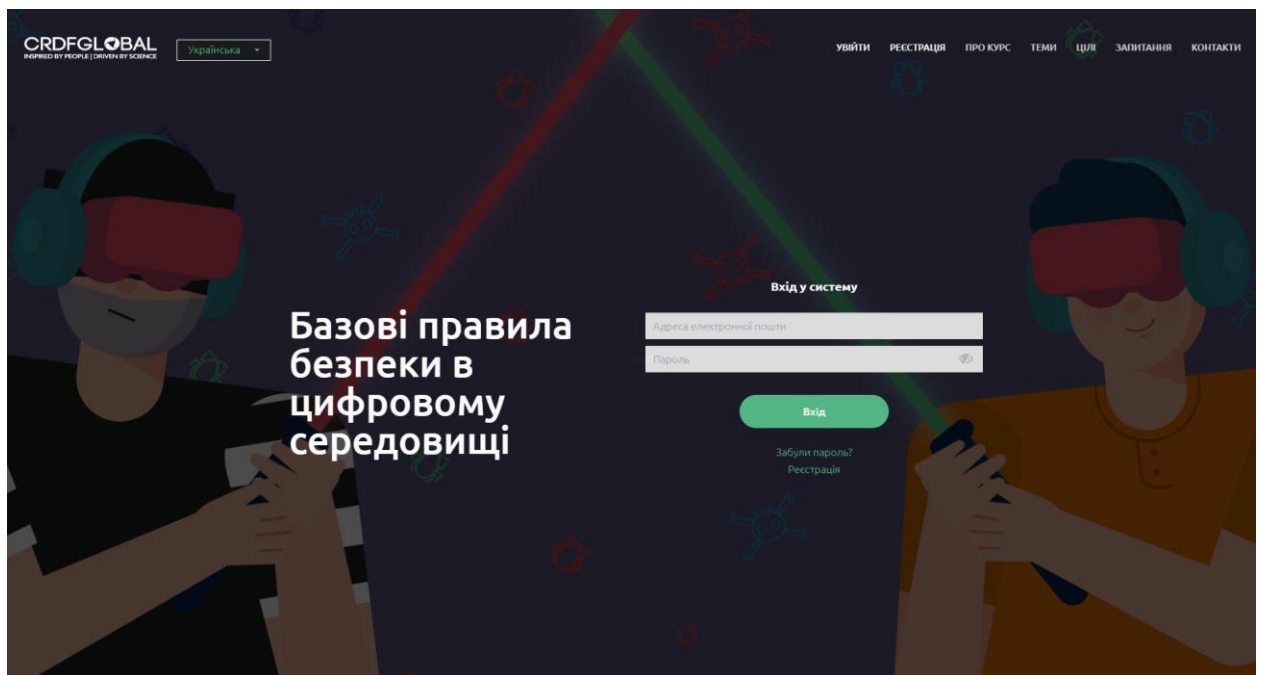 CRDFGLOBAL
INSPIRED BY PEOPLE | DRIVEN BY SCIENCE
Українська
УВІЙТИ РЕЄСТРАЦІЯ ПРО КУРС ТЕМИ ЦІЛІ ЗАПИТАННЯ КОНТАКТИ
Базові правила
безпеки в
цифровому
середовищі
Вхід у систему
Адреса електронної пошти
Пароль
Вхід
Забули пароль?
Реєстрація